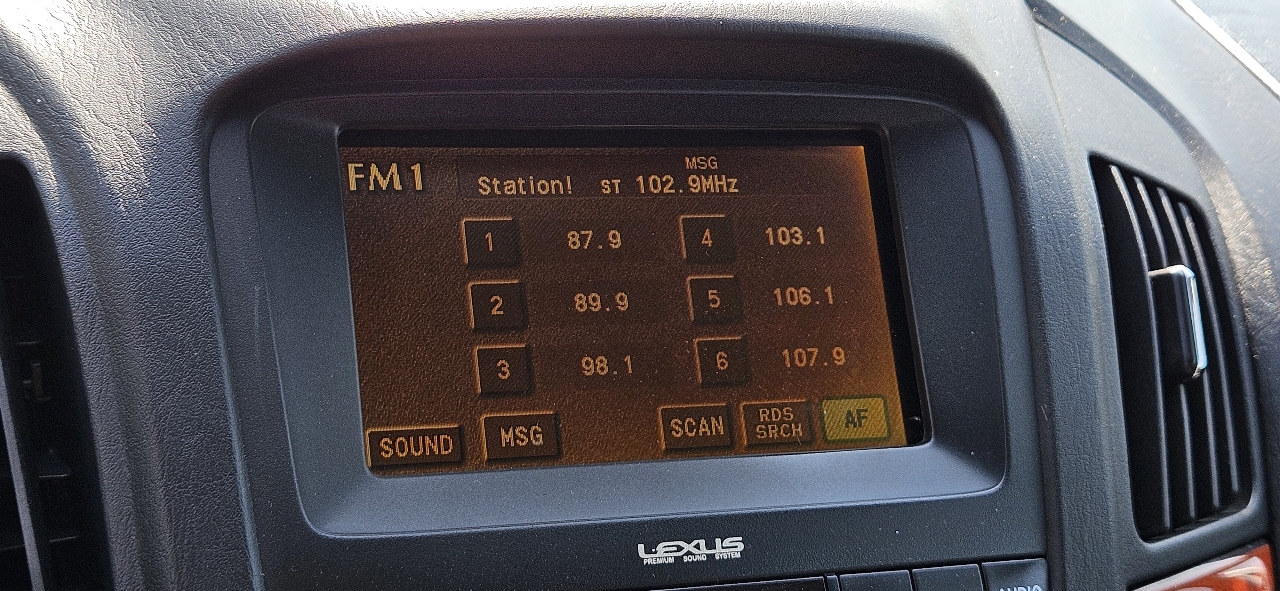 MSG
FM1 Station! ST 102.9MHz
1 87.9 4 103.1
2 89.9 5 106.1
3 98.1 6 107.9
SOUND MSG SCAN RDS SRCH AF
LEXUS
PREMIUM SOUND SYSTEM
AUDIO